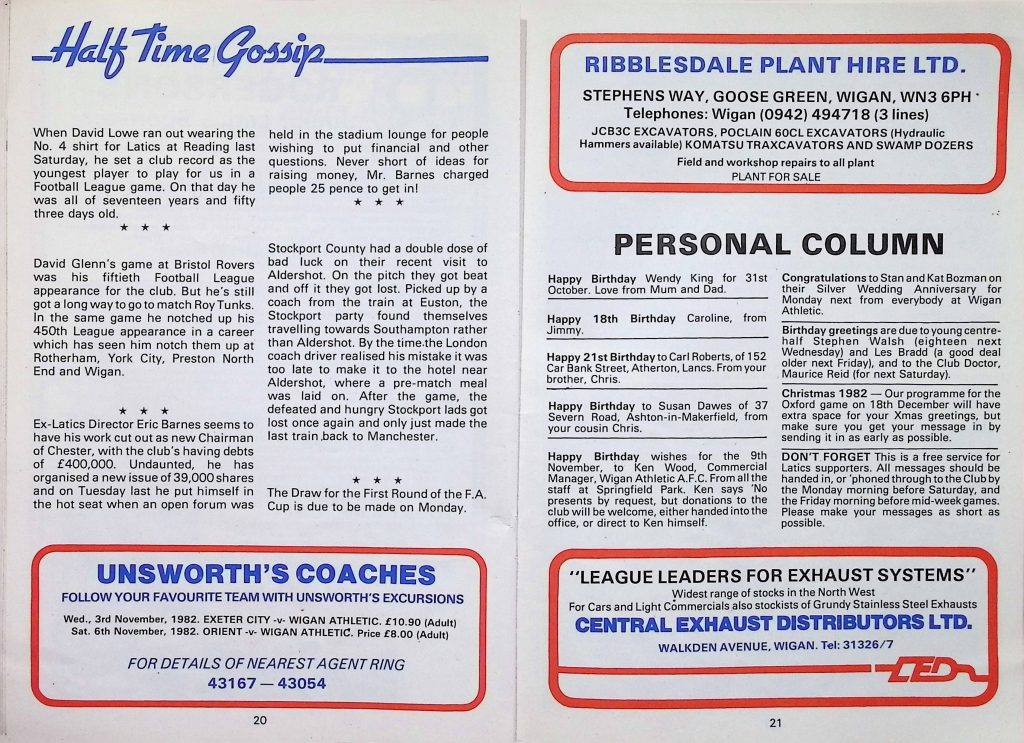 Half Time Gossip
When David Lowe ran out wearing the
No. 4 shirt for Latics at Reading last
Saturday, he set a club record as the
youngest player to play for us in a
Football League game. On that day he
was all of seventeen years and fifty
three days old.
★ ★ ★
David Glenn's game at Bristol Rovers
was his fiftieth Football League
appearance for the club. But he's still
got a long way to go to match Roy Tunks.
In the same game he notched up his
450th League appearance in a career
which has seen him notch them up at
Rotherham, York City, Preston North
End and Wigan.
★ ★ ★
Ex-Latics Director Eric Barnes seems to
have his work cut out as new Chairman
of Chester, with the club's having debts
of £400,000. Undaunted, he has
organised a new issue of 39,000 shares
and on Tuesday last he put himself in
the hot seat when an open forum was
held in the stadium lounge for people
wishing to put financial and other
questions. Never short of ideas for
raising money, Mr. Barnes charged
people 25 pence to get in!
★ ★ ★
Stockport County had a double dose of
bad luck on their recent visit to
Aldershot. On the pitch they got beat
and off it they got lost. Picked up by a
coach from the train at Euston, the
Stockport party found themselves
travelling towards Southampton rather
than Aldershot. By the time the London
coach driver realised his mistake it was
too late to make it to the hotel near
Aldershot, where a pre-match meal
was laid on. After the game, the
defeated and hungry Stockport lads got
lost once again and only just made the
last train back to Manchester.
★ ★ ★
The Draw for the First Round of the F.A.
Cup is due to be made on Monday.
UNSWORTH'S COACHES
FOLLOW YOUR FAVOURITE TEAM WITH UNSWORTH'S EXCURSIONS
Wed., 3rd November, 1982. EXETER CITY -v- WIGAN ATHLETIC. £10.90 (Adult)
Sat. 6th November, 1982. ORIENT -v- WIGAN ATHLETIC. Price £8.00 (Adult)
FOR DETAILS OF NEAREST AGENT RING
43167 — 43054
20
RIBBLESDALE PLANT HIRE LTD.
STEPHENS WAY, GOOSE GREEN, WIGAN, WN3 6PH
Telephones: Wigan (0942) 494718 (3 lines)
JCB3C EXCAVATORS, POCLAIN 60CL EXCAVATORS (Hydraulic
Hammers available) KOMATSU TRAXCAVATORS AND SWAMP DOZERS
Field and workshop repairs to all plant
PLANT FOR SALE
PERSONAL COLUMN
Happy Birthday Wendy King for 31st
October. Love from Mum and Dad.
Happy 18th Birthday Caroline, from
Jimmy.
Happy 21st Birthday to Carl Roberts, of 152
Car Bank Street, Atherton, Lancs. From your
brother, Chris.
Happy Birthday to Susan Dawes of 37
Severn Road, Ashton-in-Makerfield, from
your cousin Chris.
Happy Birthday wishes for the 9th
November, to Ken Wood, Commercial
Manager, Wigan Athletic A.F.C. From all the
staff at Springfield Park. Ken says 'No
presents by request, but donations to the
club will be welcome, either handed into the
office, or direct to Ken himself.
Congratulations to Stan and Kat Bozman on
their Silver Wedding Anniversary for
Monday next from everybody at Wigan
Athletic.
Birthday greetings are due to young centre-
half Stephen Walsh (eighteen next
Wednesday) and Les Bradd (a good deal
older next Friday), and to the Club Doctor,
Maurice Reid (for next Saturday).
Christmas 1982 — Our programme for the
Oxford game on 18th December will have
extra space for your Xmas greetings, but
make sure you get your message in by
sending it in as early as possible.
DON'T FORGET This is a free service for
Latics supporters. All messages should be
handed in, or 'phoned through to the Club by
the Monday morning before Saturday, and
the Friday morning before mid-week games.
Please make your messages as short as
possible.
"LEAGUE LEADERS FOR EXHAUST SYSTEMS"
Widest range of stocks in the North West
For Cars and Light Commercials also stockists of Grundy Stainless Steel Exhausts
CENTRAL EXHAUST DISTRIBUTORS LTD.
WALKDEN AVENUE, WIGAN. Tel: 31326/7
CED
21